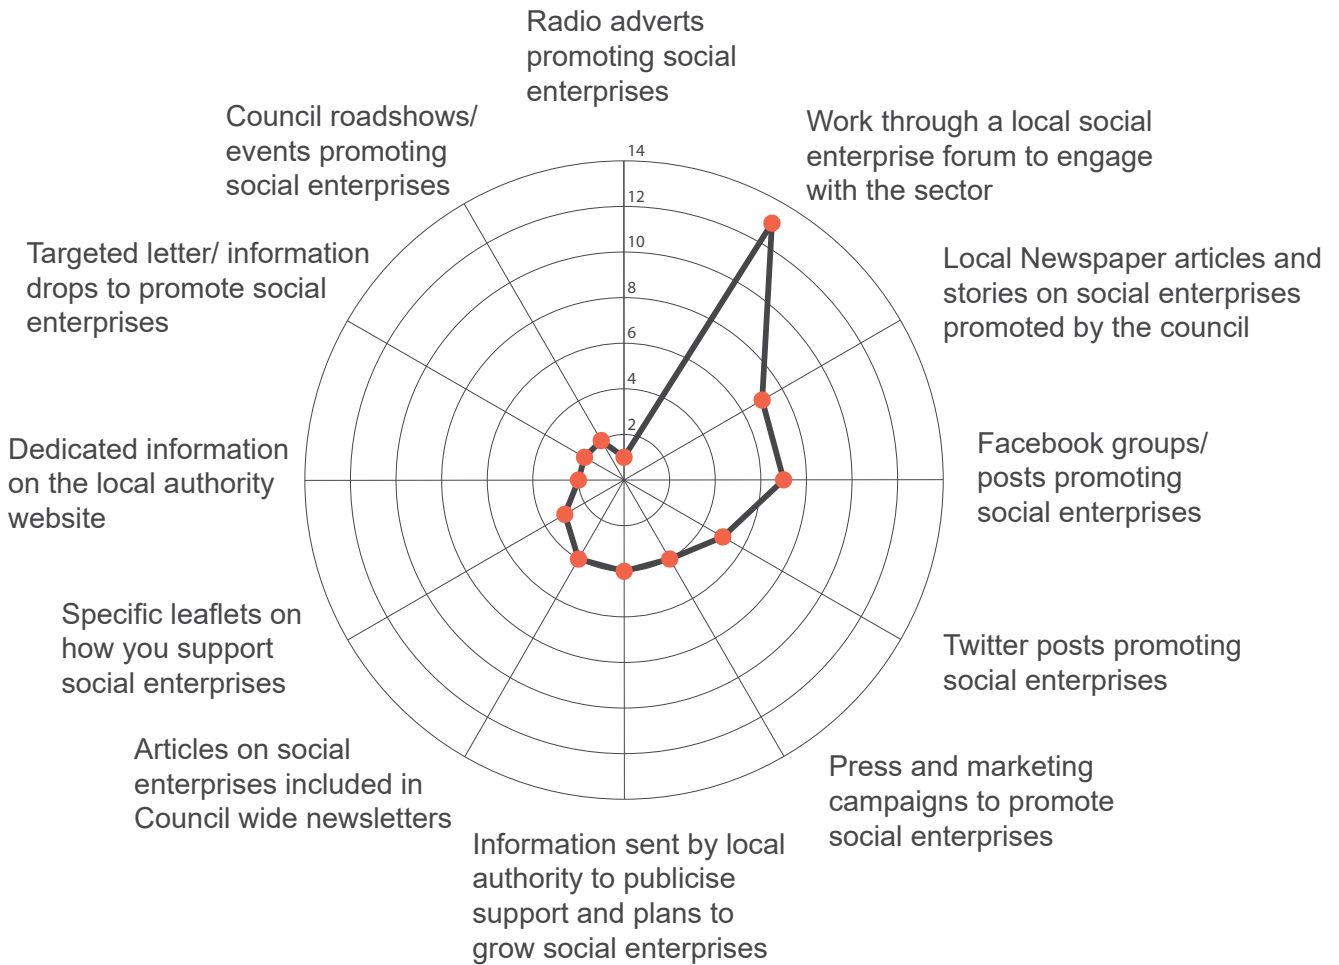 Radio adverts
promoting social
enterprises
Council roadshows/
events promoting
social enterprises
Work through a local social
enterprise forum to engage
with the sector
Targeted letter/ information
drops to promote social
enterprises
Local Newspaper articles and
stories on social enterprises
promoted by the council
14
12
10
8
6
4
2
Dedicated information
on the local authority
website
Facebook groups/
posts promoting
social enterprises
Specific leaflets on
how you support
social enterprises
Twitter posts promoting
social enterprises
Articles on social
enterprises included in
Council wide newsletters
Press and marketing
campaigns to promote
social enterprises
Information sent by local
authority to publicise
support and plans to
grow social enterprises